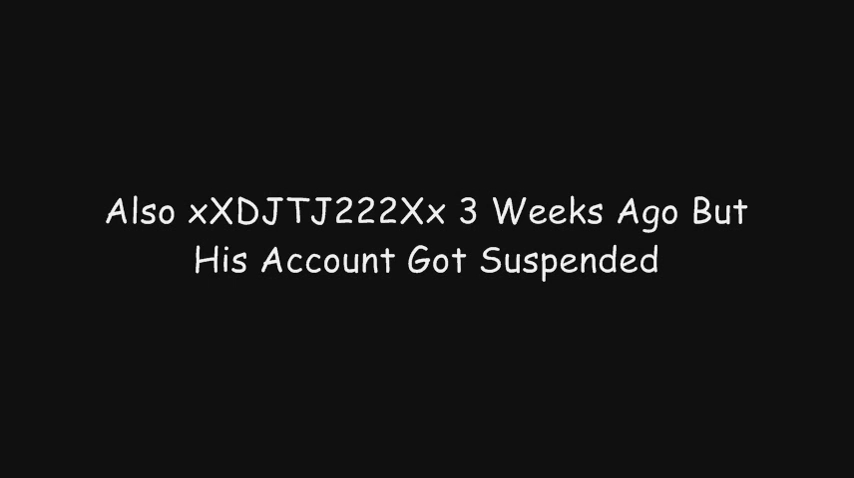 Also xXDJTJ222Xx 3 Weeks Ago But
His Account Got Suspended